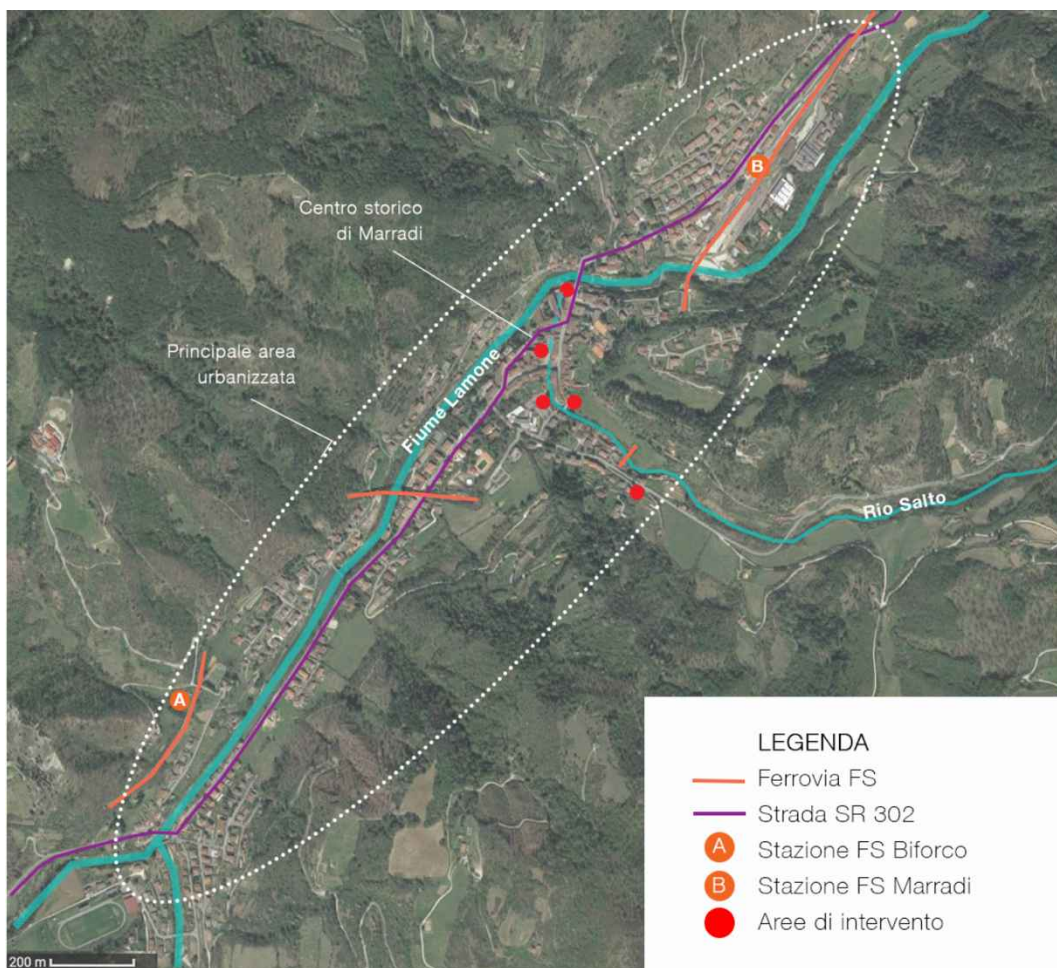 B
Centro storico
di Marradi
Principale area
urbanizzata
Fiume Lamone
Rio Salto
A
LEGENDA
Ferrovia FS
Strada SR 302
A Stazione FS Biforco
B Stazione FS Marradi
Aree di intervento
200 m